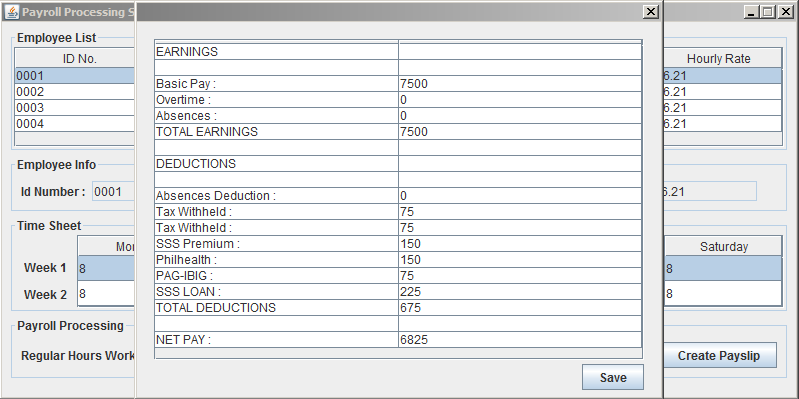 Payroll Processing S
Employee List
ID No.
Hourly Rate
0001
6.21
0002
6.21
0003
6.21
0004
6.21
Employee Info
Id Number :
0001
6.21
Time Sheet
Mo
Saturday
Week 1
8
8
Week 2
8
8
Payroll Processing
Regular Hours Work
Create Payslip
EARNINGS
Basic Pay : 7500
Overtime : 0
Absences : 0
TOTAL EARNINGS 7500
DEDUCTIONS
Absences Deduction : 0
Tax Withheld : 75
Tax Withheld : 75
SSS Premium : 150
Philhealth : 150
PAG-IBIG : 75
SSS LOAN : 225
TOTAL DEDUCTIONS 675
NET PAY : 6825
Save